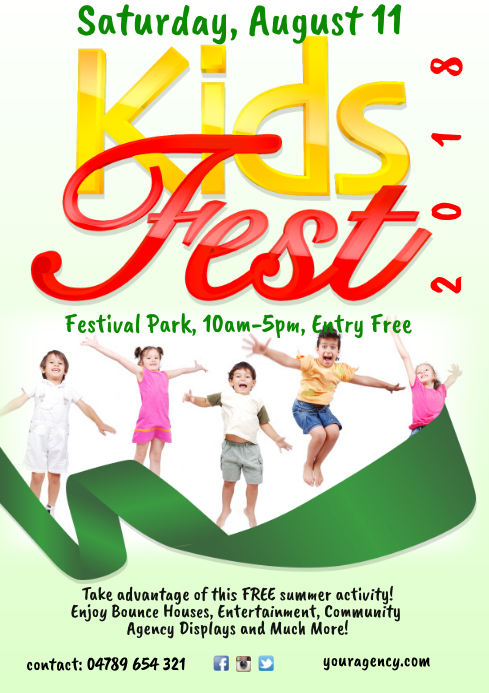 Saturday, August 11
Kids
Fest
2018
Festival Park, 10am-5pm, Entry Free
Take advantage of this FREE summer activity!
Enjoy Bounce Houses, Entertainment, Community
Agency Displays and Much More!
contact: 04789 654 321
youragency.com